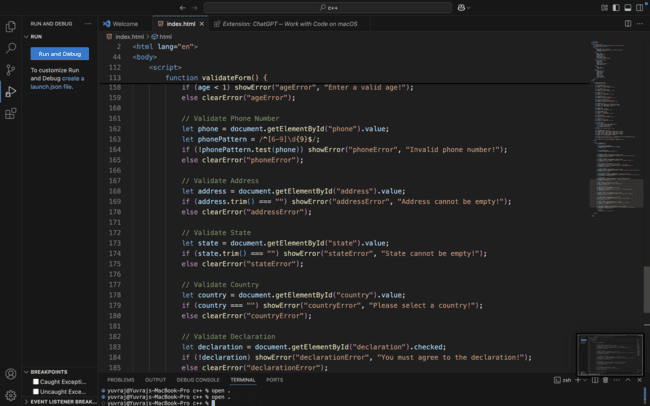 c++
RUN AND DEBUG
Welcome
index.html
Extension: ChatGPT – Work with Code on macOS
index.html > html
RUN
Run and Debug
To customize Run
and Debug create a
launch.json file.
2 <html lang="en">
44 <body>
112 <script>
113 function validateForm() {
158 if (age < 1) showError("ageError", "Enter a valid age!");
159 else clearError("ageError");
160
161 // Validate Phone Number
162 let phone = document.getElementById("phone").value;
163 let phonePattern = /^[6-9]\d{9}$/;
164 if (!phonePattern.test(phone)) showError("phoneError", "Invalid phone number!");
165 else clearError("phoneError");
166
167 // Validate Address
168 let address = document.getElementById("address").value;
169 if (address.trim() === "") showError("addressError", "Address cannot be empty!");
170 else clearError("addressError");
171
172 // Validate State
173 let state = document.getElementById("state").value;
174 if (state.trim() === "") showError("stateError", "State cannot be empty!");
175 else clearError("stateError");
176
177 // Validate Country
178 let country = document.getElementById("country").value;
179 if (country === "") showError("countryError", "Please select a country!");
180 else clearError("countryError");
181
182 // Validate Declaration
183 let declaration = document.getElementById("declaration").checked;
184 if (!declaration) showError("declarationError", "You must agree to the declaration!");
185 else clearError("declarationError");
BREAKPOINTS
Caught Excepti...
Uncaught Exce...
EVENT LISTENER BREAK...
PROBLEMS OUTPUT DEBUG CONSOLE TERMINAL PORTS
zsh
yuvraj@Yuvrajs-MacBook-Pro c++ % open .
yuvraj@Yuvrajs-MacBook-Pro c++ % open .
yuvraj@Yuvrajs-MacBook-Pro c++ %